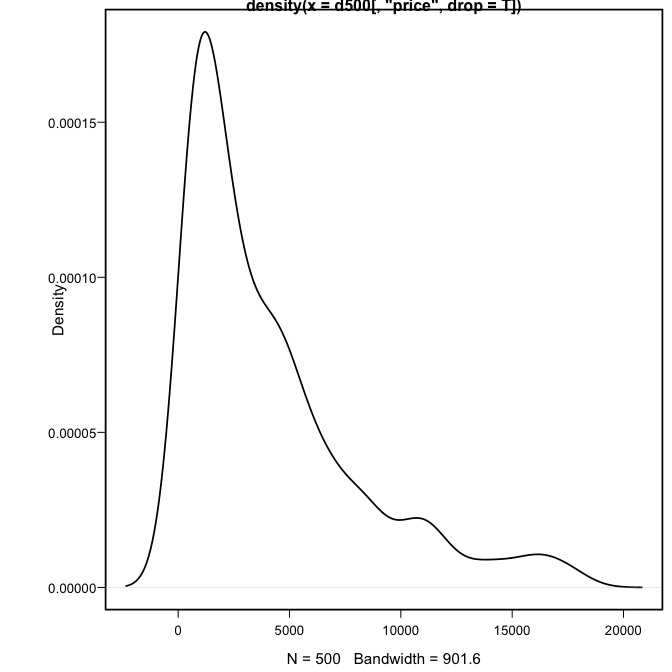 density(x = d500[, "price", drop = T])
Density
0.00015
0.00010
0.00005
0.00000
0 5000 10000 15000 20000
N = 500 Bandwidth = 901.6